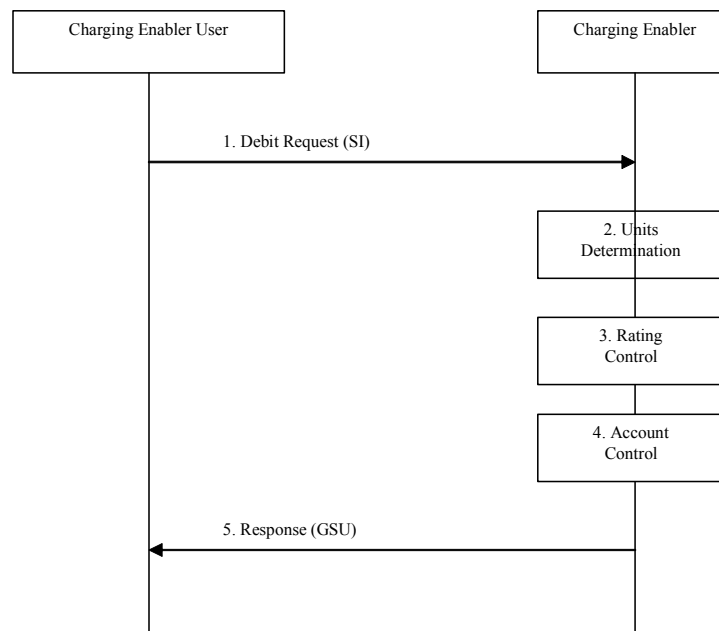 Charging Enabler User
Charging Enabler
1. Debit Request (SI)
2. Units
Determination
3. Rating
Control
4. Account
Control
5. Response (GSU)